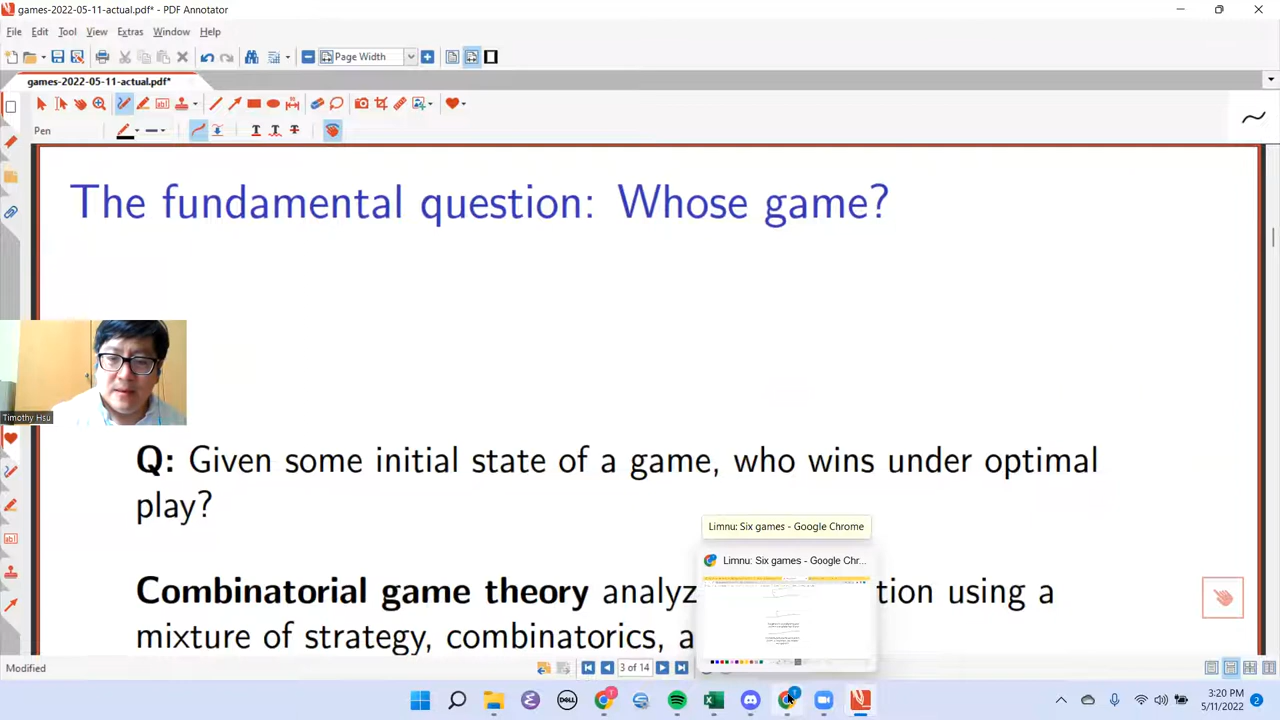 games-2022-05-11-actual.pdf* - PDF Annotator
File Edit Tool View Extras Window Help
Page Width
games-2022-05-11-actual.pdf*
Pen
The fundamental question: Whose game?
Timothy Hsu
Q: Given some initial state of a game, who wins under optimal
play?
Limnu: Six games - Google Chrome
Limnu: Six games - Google Chr...
Combinatorial game theory analyz tion using a
mixture of strategy, combinatorics, a
Modified
3 of 14
3:20 PM
5/11/2022
2